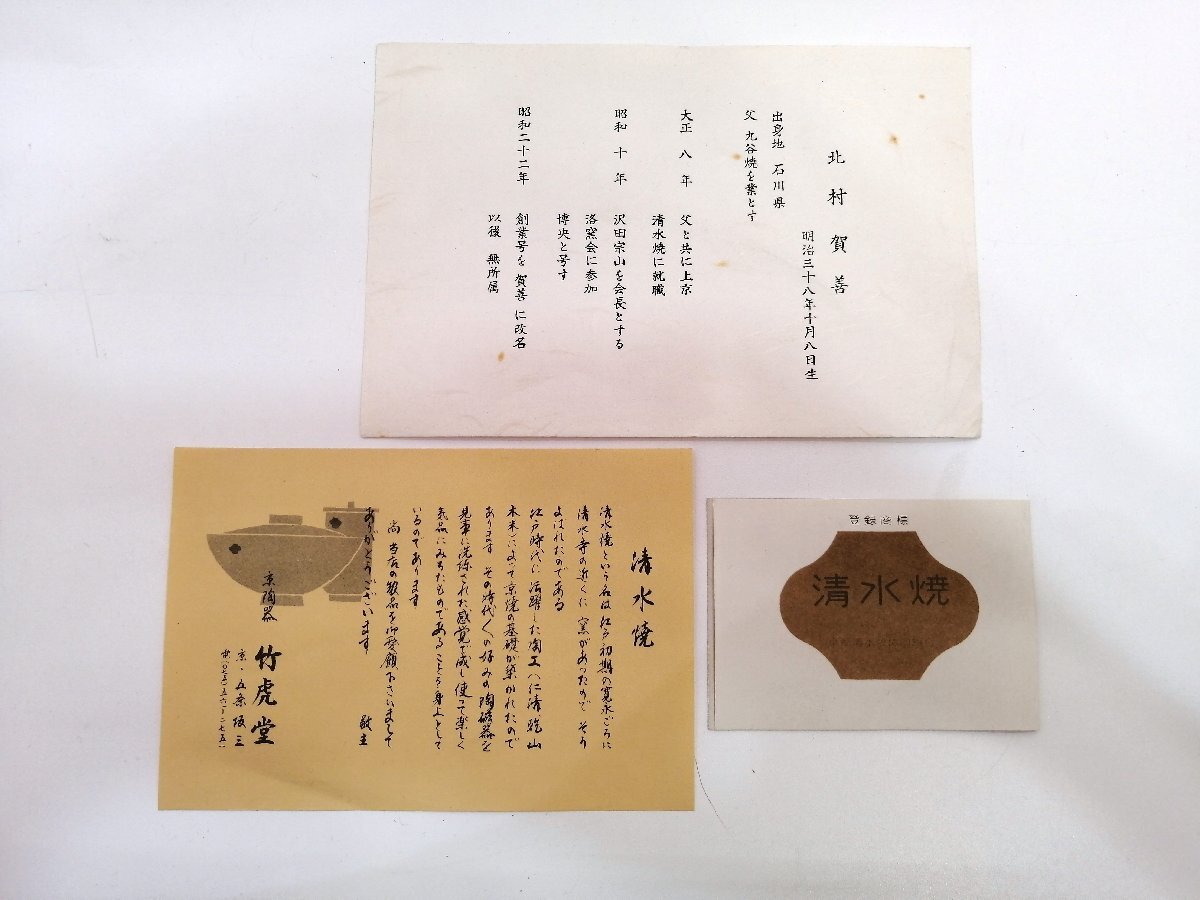 北村賀善
明治三十八年十月八日生
出身地 石川県
父 九谷焼を業とす
大正 八 年 父と共に上京
清水焼に就職
昭和 十 年 沢田宗山を会長とする
洛窯会に参加
博央と号す
昭和二十二年 創業号を 賀善 に改名
以後 無所属
清水焼
清水焼という名は江戸初期の寛永ごろに
清水寺の近くに窯があったので そう
よばれたのである
江戸時代に活躍した陶工〈仁清 乾山
木米〉によって京焼の基礎が築かれたので
あります その時代〱の好みの陶磁器を
見事に洗練された感覚で成し使って楽しく
気品にみちたものであることを身上として
いるのであります
尚 当店の製品を御愛顧下さいまして
ありがとうございます
敬主
京陶器 竹虎堂
京・五条坂三
登録商標
清水焼